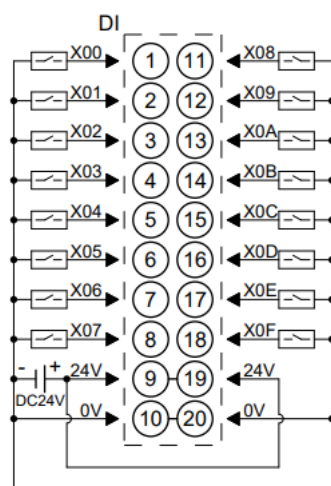 DI
X00 1 11 X08
X01 2 12 X09
X02 3 13 X0A
X03 4 14 X0B
X04 5 15 X0C
X05 6 16 X0D
X06 7 17 X0E
X07 8 18 X0F
- + 24V 9 19 24V
DC24V
0V 10 20 0V